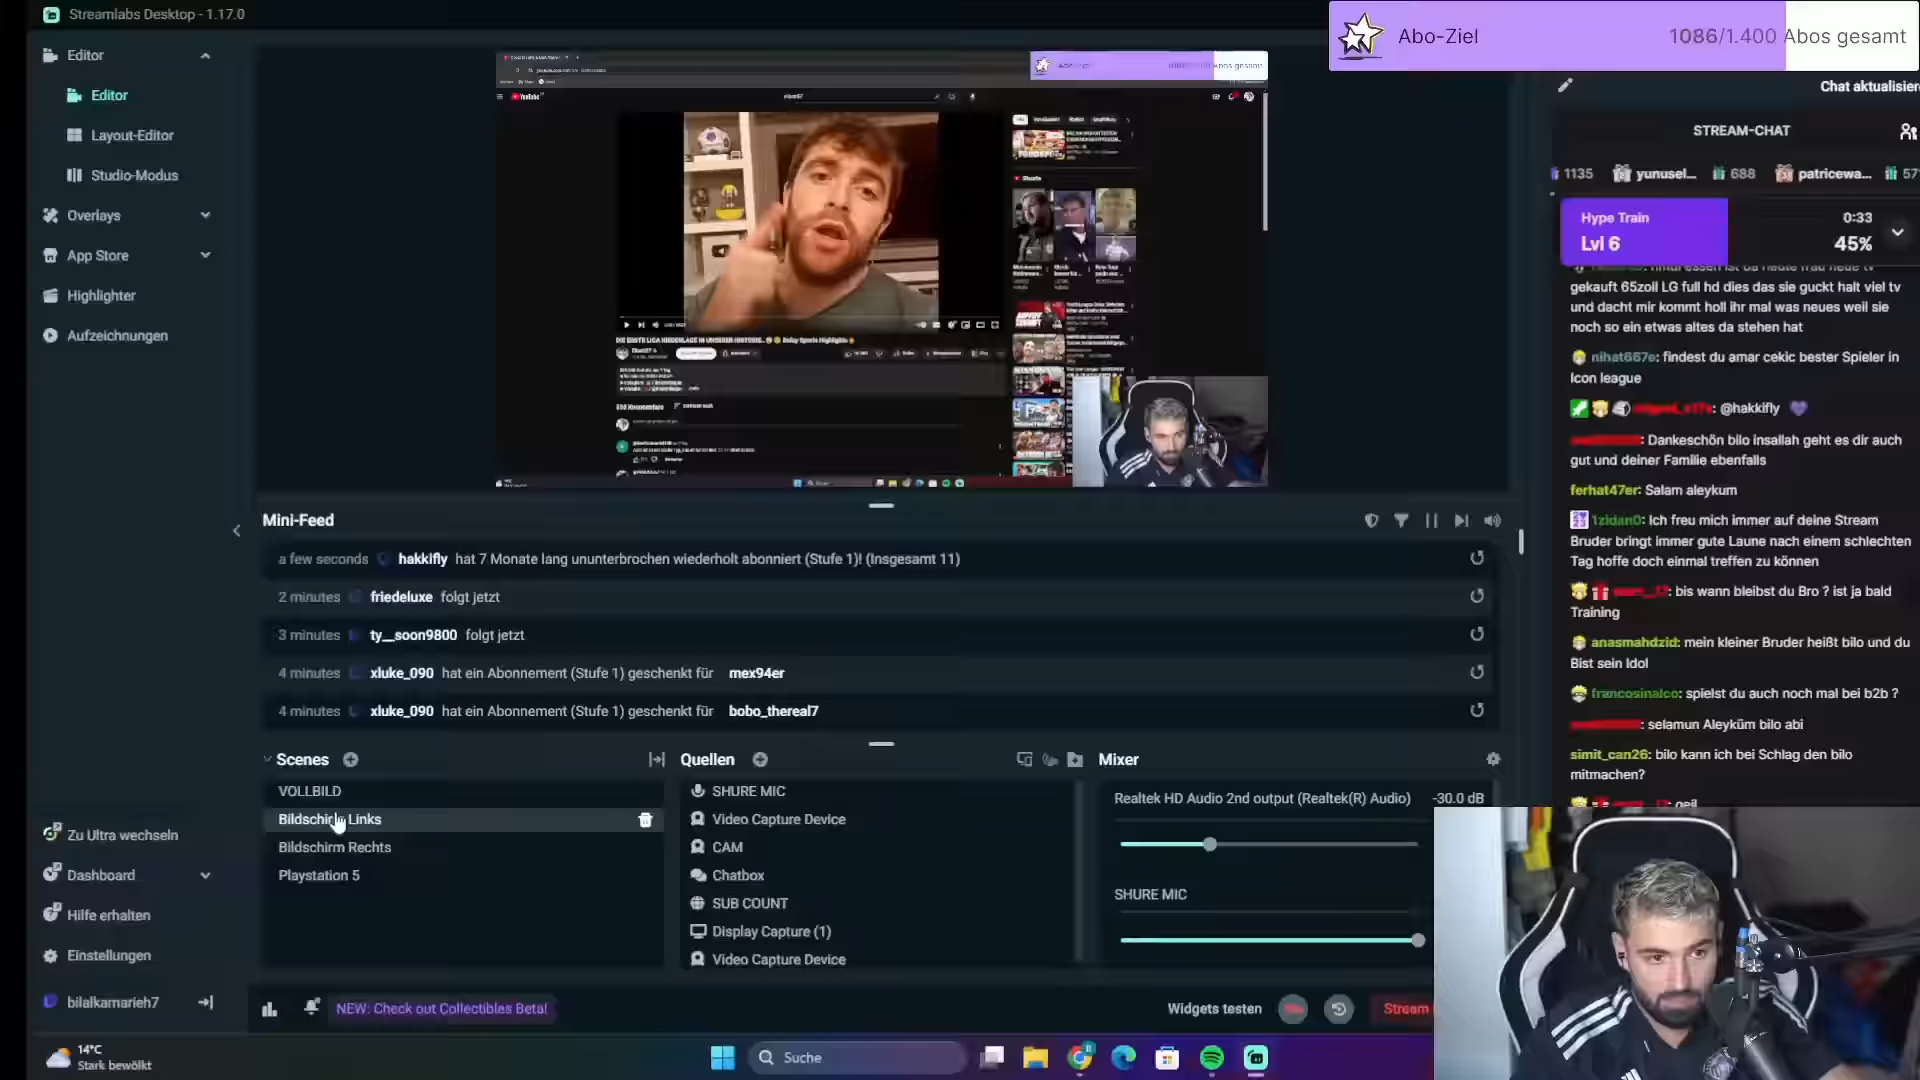 Streamlabs Desktop - 1.17.0
Abo-Ziel
1086/1.400 Abos gesamt
Editor
Editor
Layout-Editor
Studio-Modus
Overlays
App Store
Highlighter
Aufzeichnungen
Zu Ultra wechseln
Dashboard
Hilfe erhalten
Einstellungen
bilalkamarieh7
YouTube
Mini-Feed
a few seconds hakkifly hat 7 Monate lang ununterbrochen wiederholt abonniert (Stufe 1)! (Insgesamt 11)
2 minutes friedeluxe folgt jetzt
3 minutes ty__soon9800 folgt jetzt
4 minutes xluke_090 hat ein Abonnement (Stufe 1) geschenkt für mex94er
4 minutes xluke_090 hat ein Abonnement (Stufe 1) geschenkt für bobo_thereal7
Scenes
VOLLBILD
Bildschirm Links
Bildschirm Rechts
Playstation 5
Quellen
SHURE MIC
Video Capture Device
CAM
Chatbox
SUB COUNT
Display Capture (1)
Video Capture Device
Mixer
Realtek HD Audio 2nd output (Realtek(R) Audio) -30.0 dB
SHURE MIC
NEW: Check out Collectibles Beta!
Widgets testen
Stream
Chat aktualisier
STREAM-CHAT
1135 yunusel... 688 patricewa... 57
Hype Train 0:33
Lvl 6 45%
gekauft 65zoll LG full hd dies das sie guckt halt viel tv
und dacht mir kommt holl ihr mal was neues weil sie
noch so ein etwas altes da stehen hat
nihat667e: findest du amar cekic bester Spieler in
Icon league
: @hakkifly
: Dankeschön bilo insallah geht es dir auch
gut und deiner Familie ebenfalls
ferhat47er: Salam aleykum
1zidan0: Ich freu mich immer auf deine Stream
Bruder bringt immer gute Laune nach einem schlechten
Tag hoffe doch einmal treffen zu können
: bis wann bleibst du Bro ? ist ja bald
Training
anasmahdzid: mein kleiner Bruder heißt bilo und du
Bist sein Idol
francosinalco: spielst du auch noch mal bei b2b ?
: selamun Aleyküm bilo abi
simit_can26: bilo kann ich bei Schlag den bilo
mitmachen?
14°C
Stark bewölkt
Suche